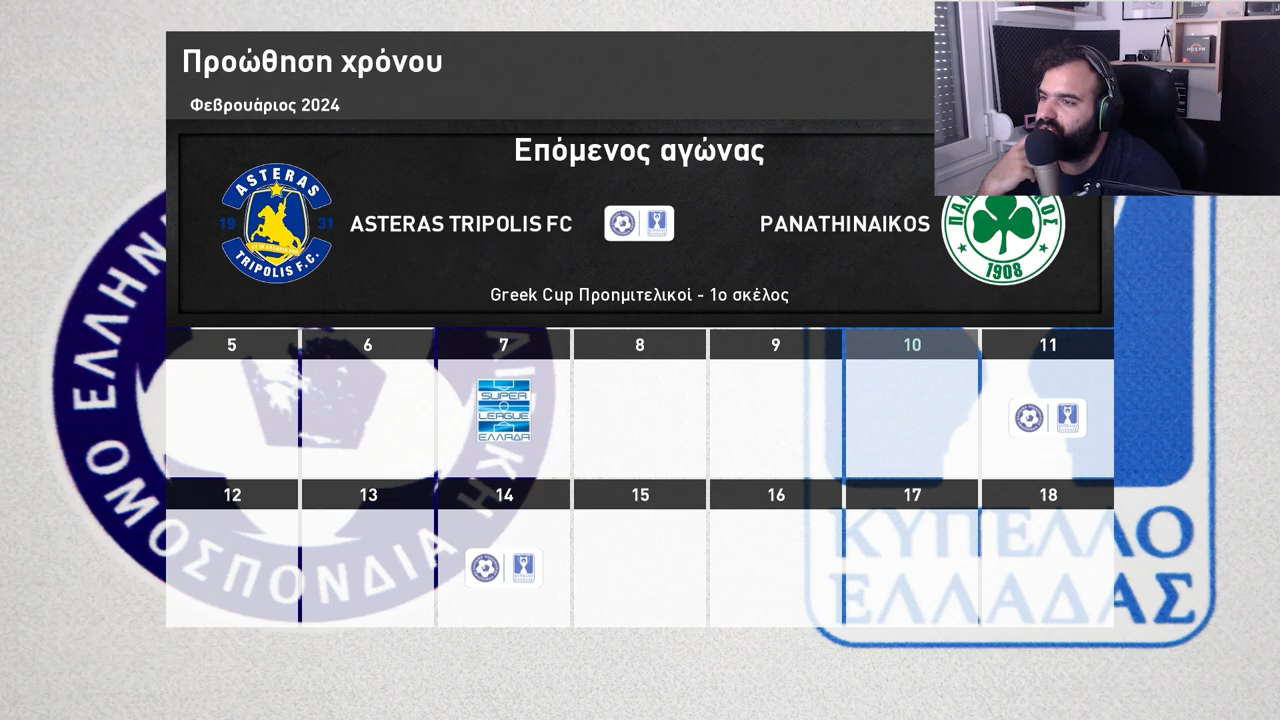 Προώθηση χρόνου
Φεβρουάριος 2024
Επόμενος αγώνας
ASTERAS
19 31
TRIPOLIS F.C.
ASTERAS TRIPOLIS FC
PANATHINAIKOS
1908
Greek Cup Προημιτελικοί - 1ο σκέλος
5 6 7 8 9 10 11
SUPER
LEAGUE
ΕΛΛΑΔΑ
12 13 14 15 16 17 18
ΚΥΠΕΛΛΟ
ΕΛΛΑΔΑΣ